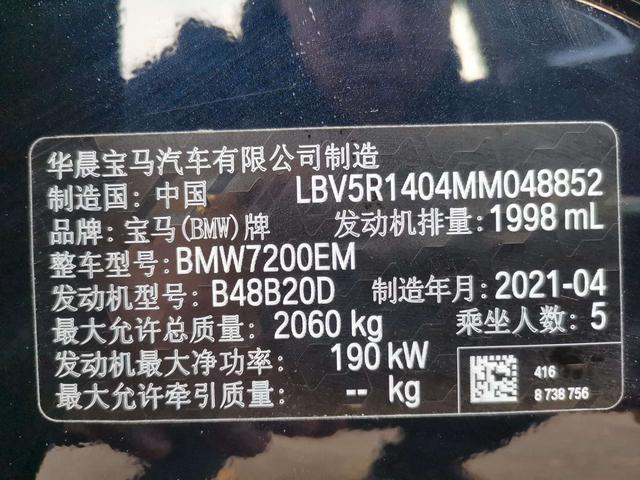 华晨宝马汽车有限公司制造
制造国: 中国 LBV5R1404MM048852
品牌: 宝马(BMW)牌 发动机排量: 1998 mL
整车型号: BMW7200EM
发动机型号: B48B20D 制造年月: 2021-04
最大允许总质量: 2060 kg 乘坐人数: 5
发动机最大净功率: 190 kW
最大允许牵引质量: -- kg
416
8 738 756